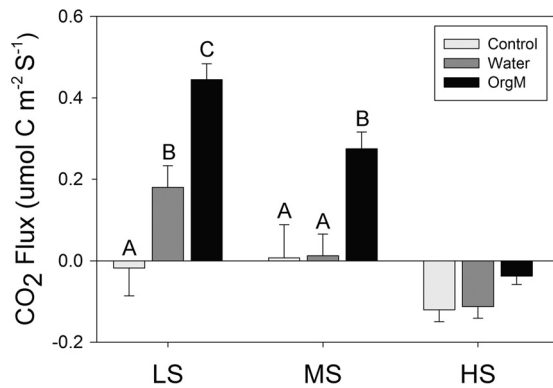 CO2 Flux (umol C m-2 S-1)
0.6
0.4
0.2
0.0
-0.2
Control
Water
OrgM
A
B
C
A
A
B
LS
MS
HS